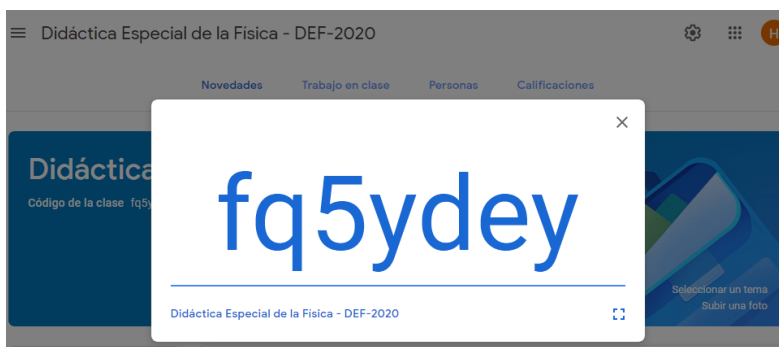 Didáctica Especial de la Física - DEF-2020
H
Novedades Trabajo en clase Personas Calificaciones
Didáctica
Código de la clase fq5y
fq5ydey
Didáctica Especial de la Física - DEF-2020
Seleccionar un tema
Subir una foto